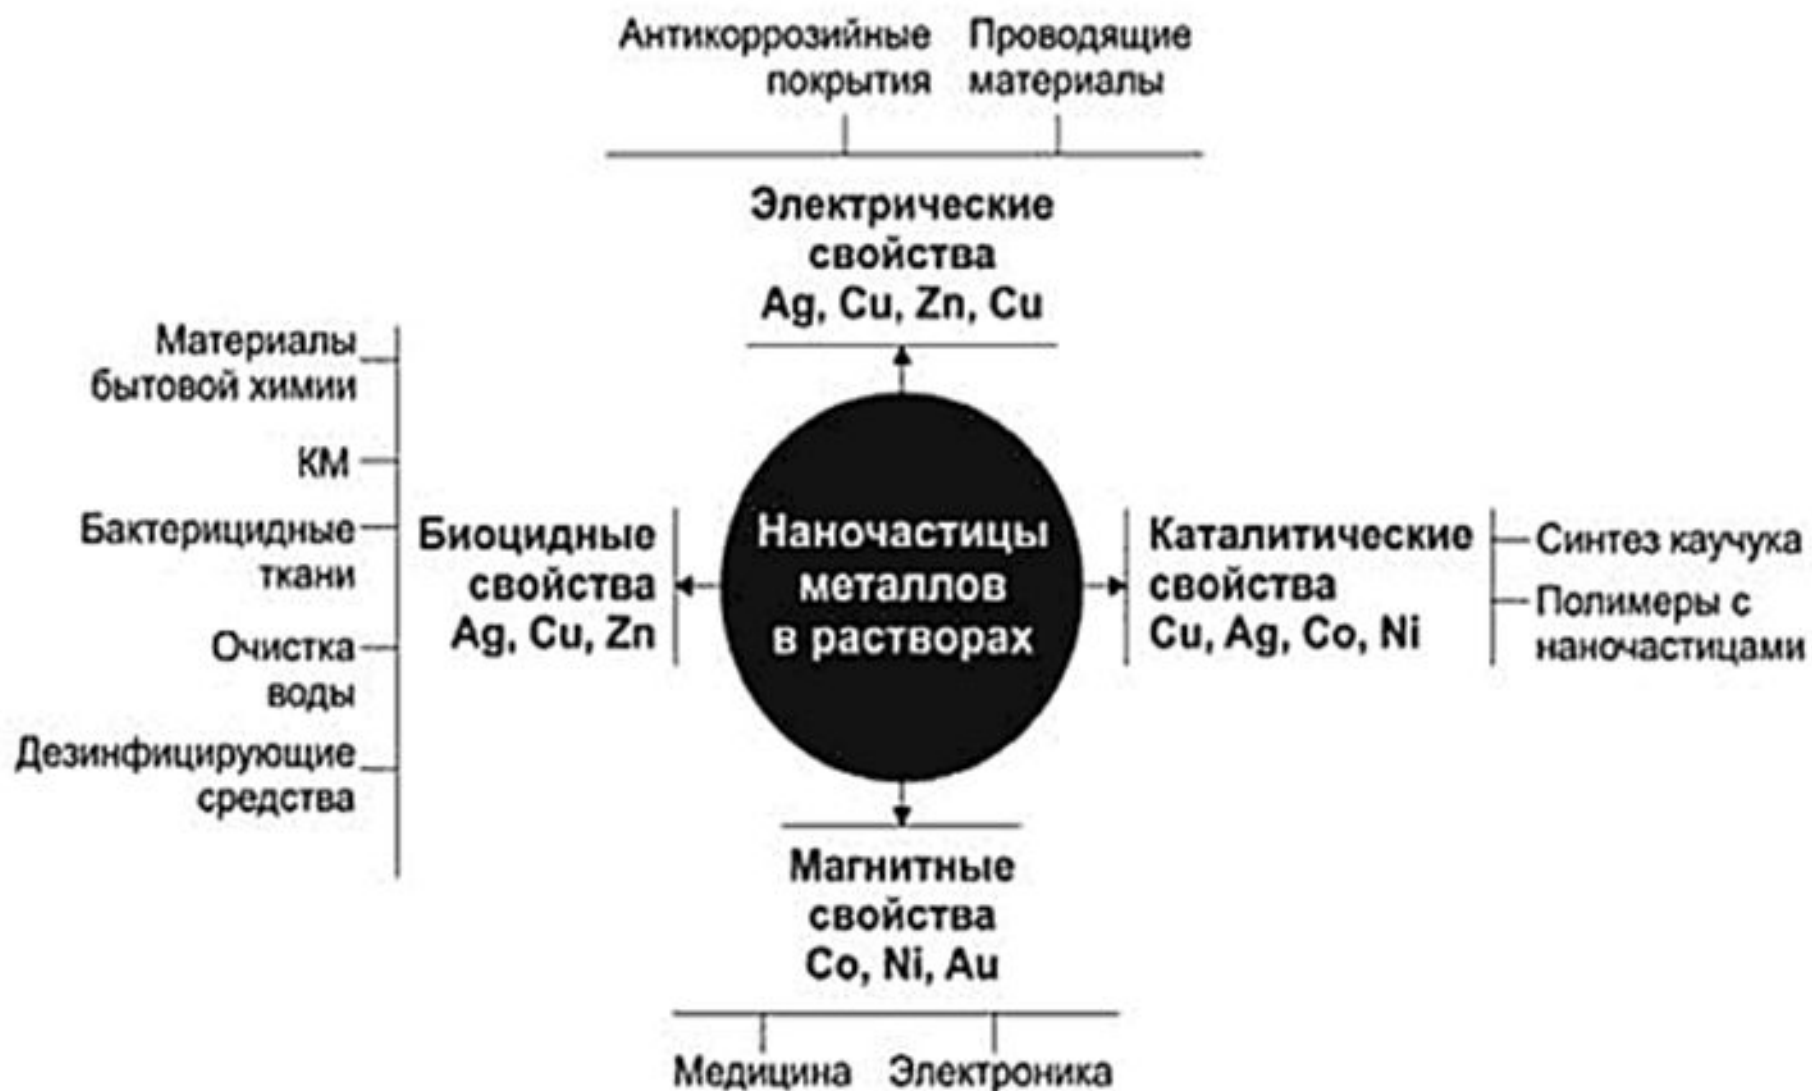 Антикоррозийные
покрытия
Проводящие
материалы
Электрические
свойства
Ag, Cu, Zn, Cu
Материалы
бытовой химии
КМ
Бактерицидные
ткани
Очистка
воды
Дезинфицирующие
средства
Биоцидные
свойства
Ag, Cu, Zn
Наночастицы
металлов
в растворах
Каталитические
свойства
Cu, Ag, Co, Ni
Синтез каучука
Полимеры с
наночастицами
Магнитные
свойства
Co, Ni, Au
Медицина
Электроника